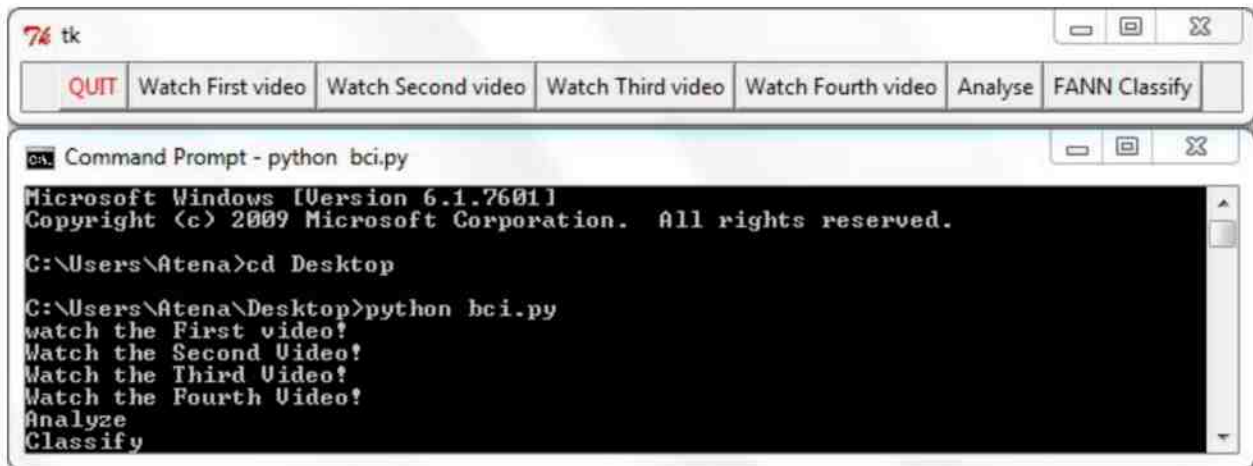 tk
QUIT Watch First video Watch Second video Watch Third video Watch Fourth video Analyse FANN Classify
Command Prompt - python bci.py
Microsoft Windows [Version 6.1.7601]
Copyright (c) 2009 Microsoft Corporation. All rights reserved.
C:\Users\Atena>cd Desktop
C:\Users\Atena\Desktop>python bci.py
watch the First video!
Watch the Second Video!
Watch the Third Video!
Watch the Fourth Video!
Analyze
Classify